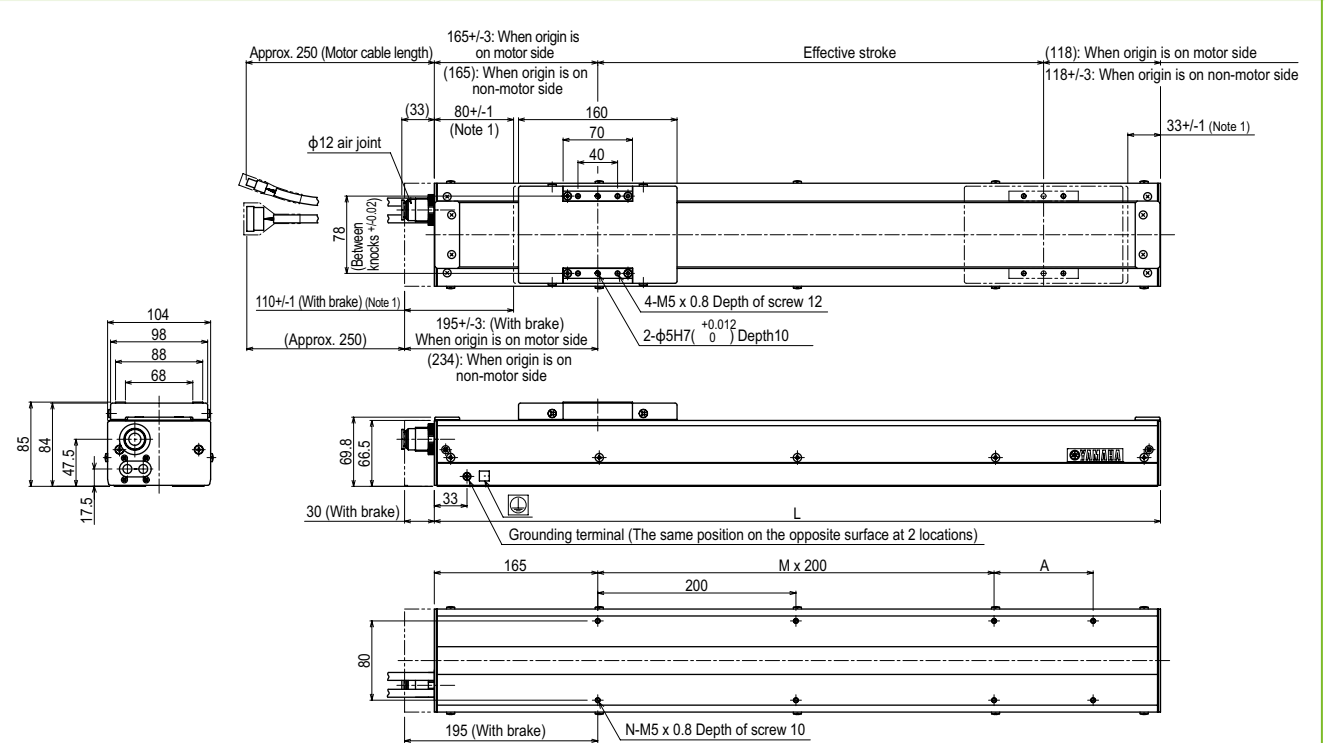 165+/-3: When origin is
on motor side
Approx. 250 (Motor cable length)
Effective stroke
(118): When origin is on motor side
(165): When origin is on
non-motor side
118+/-3: When origin is on non-motor side
(33)
80+/-1
(Note 1)
160
70
40
33+/-1 (Note 1)
φ12 air joint
78
(Between
knocks +/-0.02)
4-M5 x 0.8 Depth of screw 12
110+/-1 (With brake) (Note 1)
195+/-3: (With brake)
When origin is on motor side
2-φ5H7( +0.012 0 ) Depth10
(Approx. 250)
(234): When origin is on
non-motor side
104
98
88
68
85
84
47.5
17.5
69.8
66.5
YAMAHA
33
30 (With brake)
L
Grounding terminal (The same position on the opposite surface at 2 locations)
165
M x 200
A
200
80
195 (With brake)
N-M5 x 0.8 Depth of screw 10